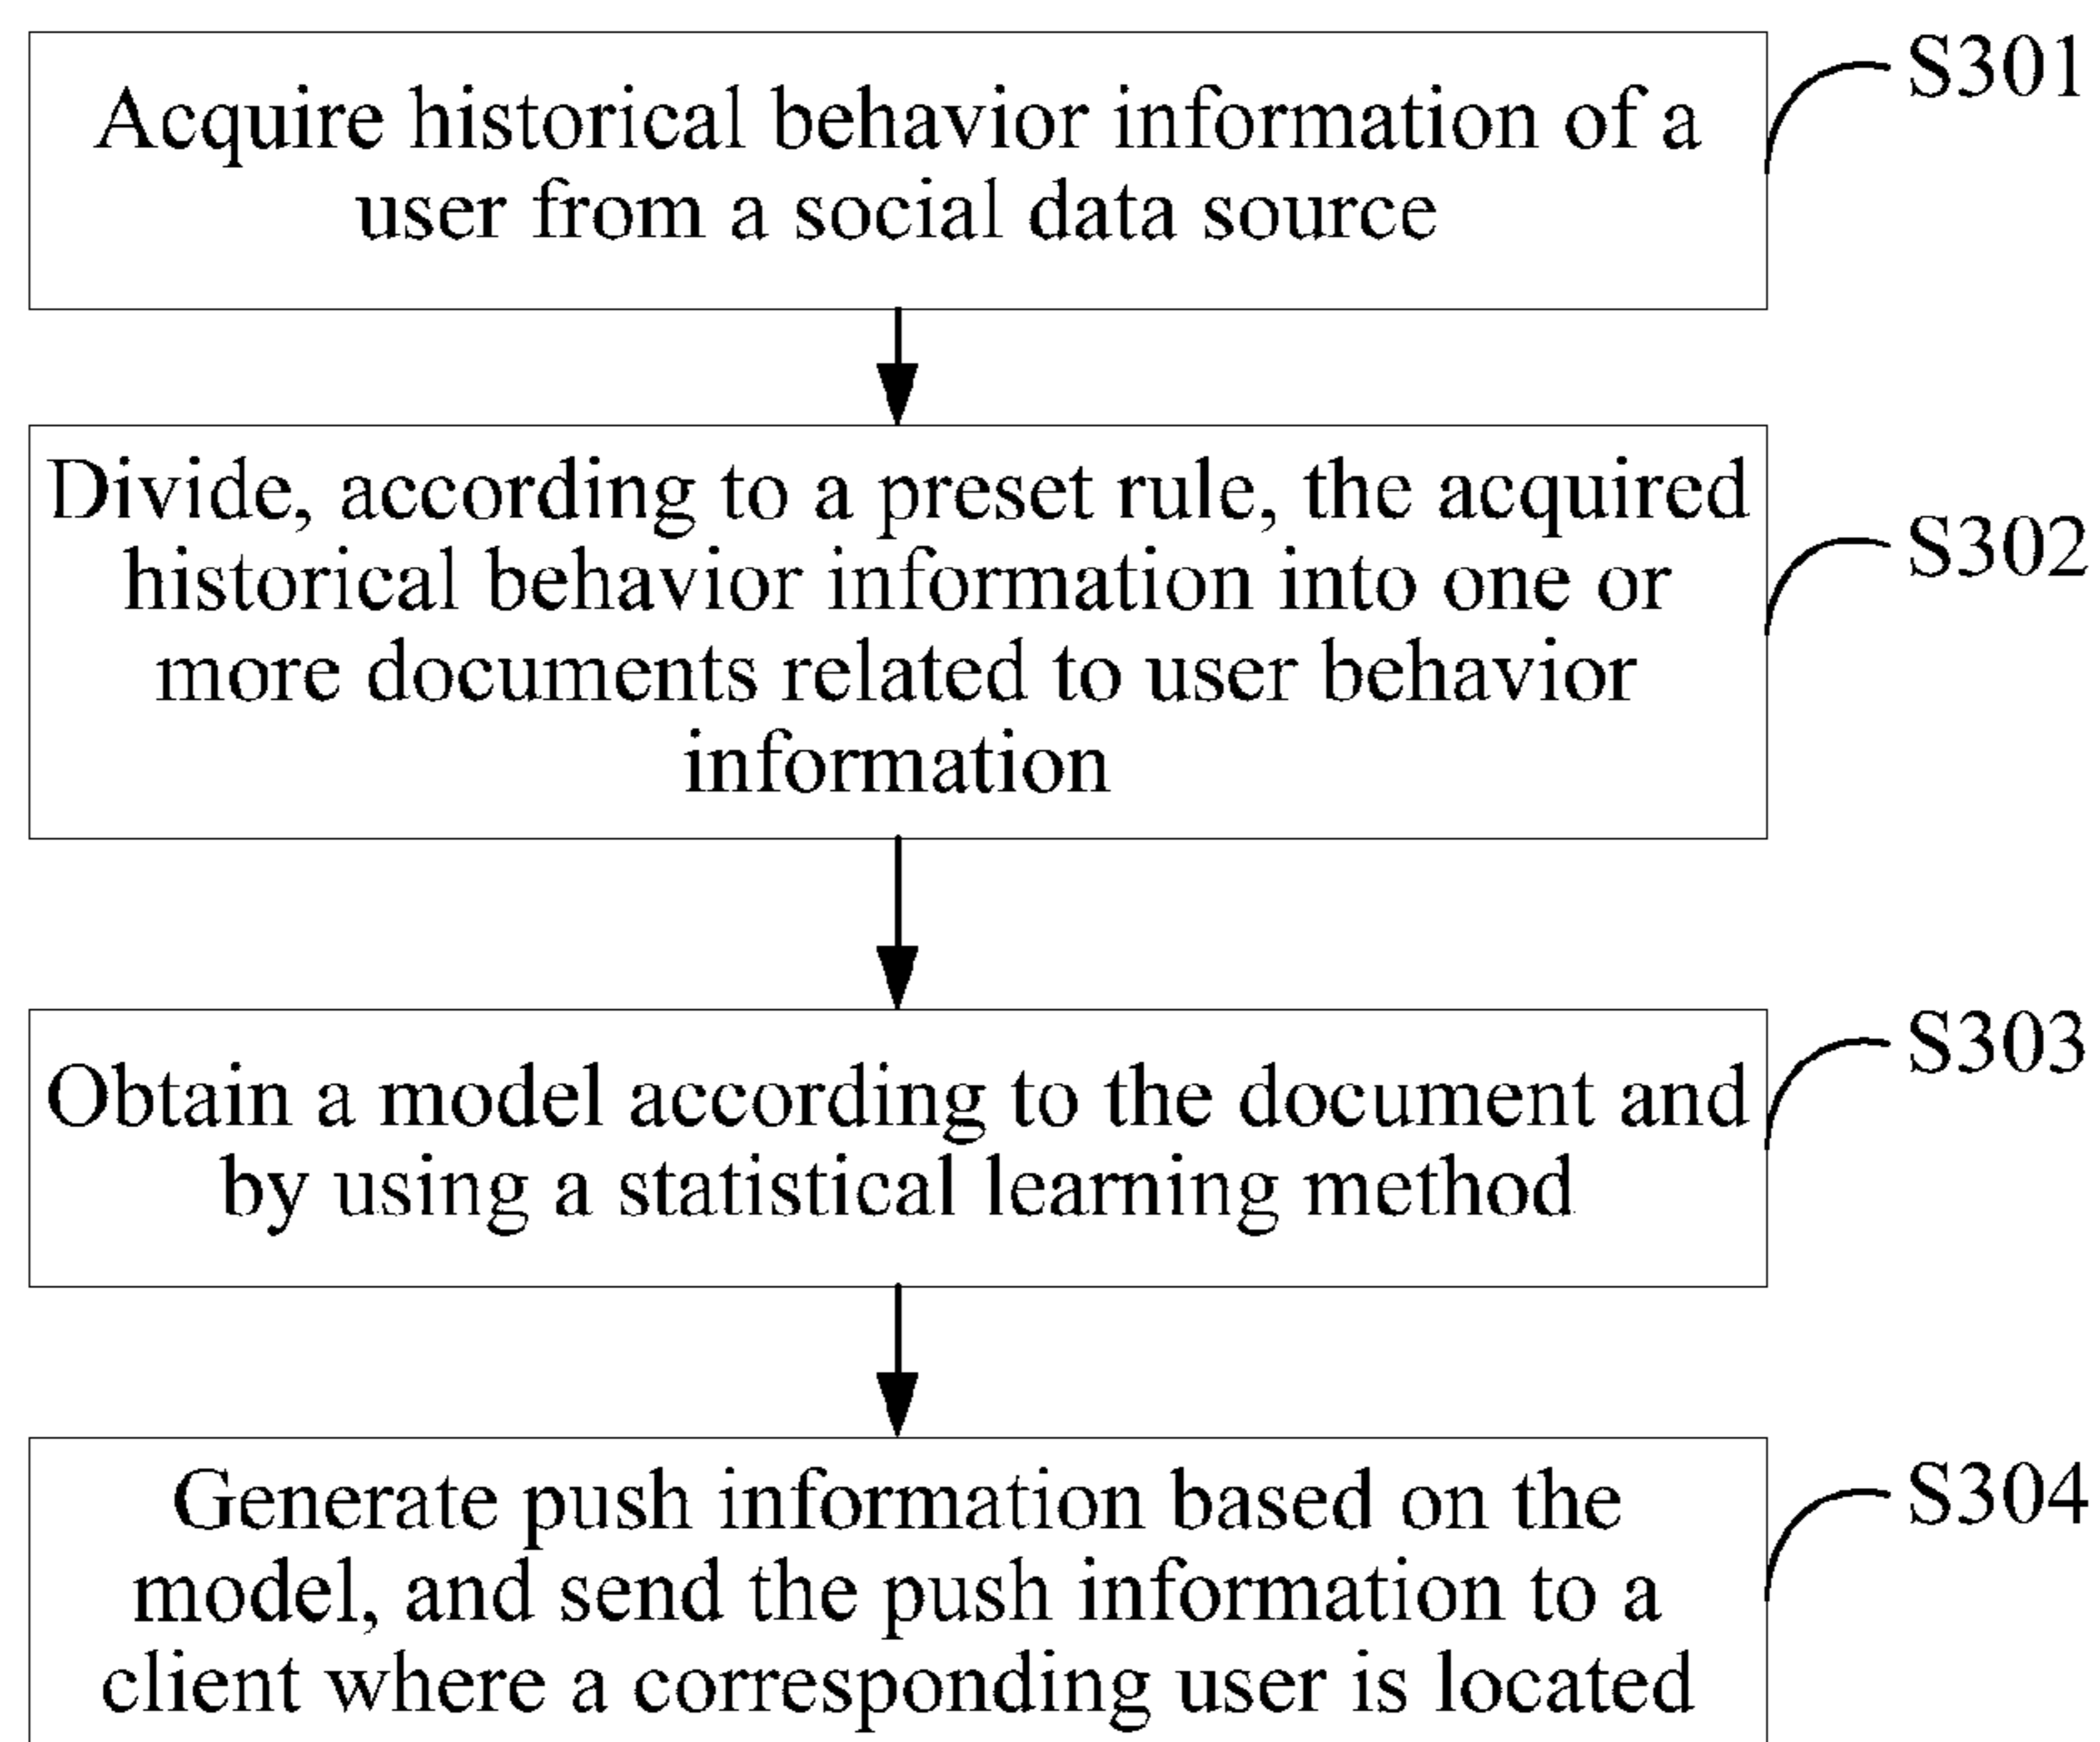 Acquire historical behavior information of a
user from a social data source
S301
Divide, according to a preset rule, the acquired
historical behavior information into one or
more documents related to user behavior
information
S302
Obtain a model according to the document and
by using a statistical learning method
S303
Generate push information based on the
model, and send the push information to a
client where a corresponding user is located
S304